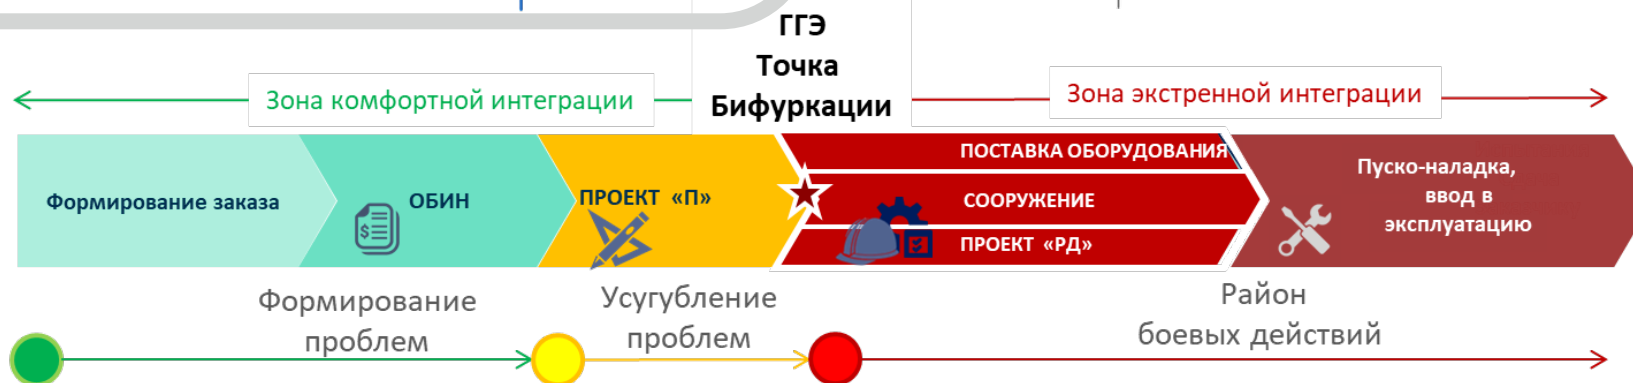 ГГЭ
Точка
Бифуркации
Зона комфортной интеграции
Зона экстренной интеграции
Формирование заказа
ОБИН
ПРОЕКТ «П»
ПОСТАВКА ОБОРУДОВАНИЯ
СООРУЖЕНИЕ
ПРОЕКТ «РД»
Пуско-наладка,
ввод в
эксплуатацию
Формирование
проблем
Усугубление
проблем
Район
боевых действий